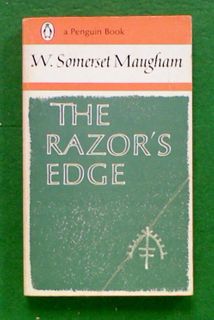 a Penguin Book
W. Somerset Maugham
THE
RAZOR'S
EDGE